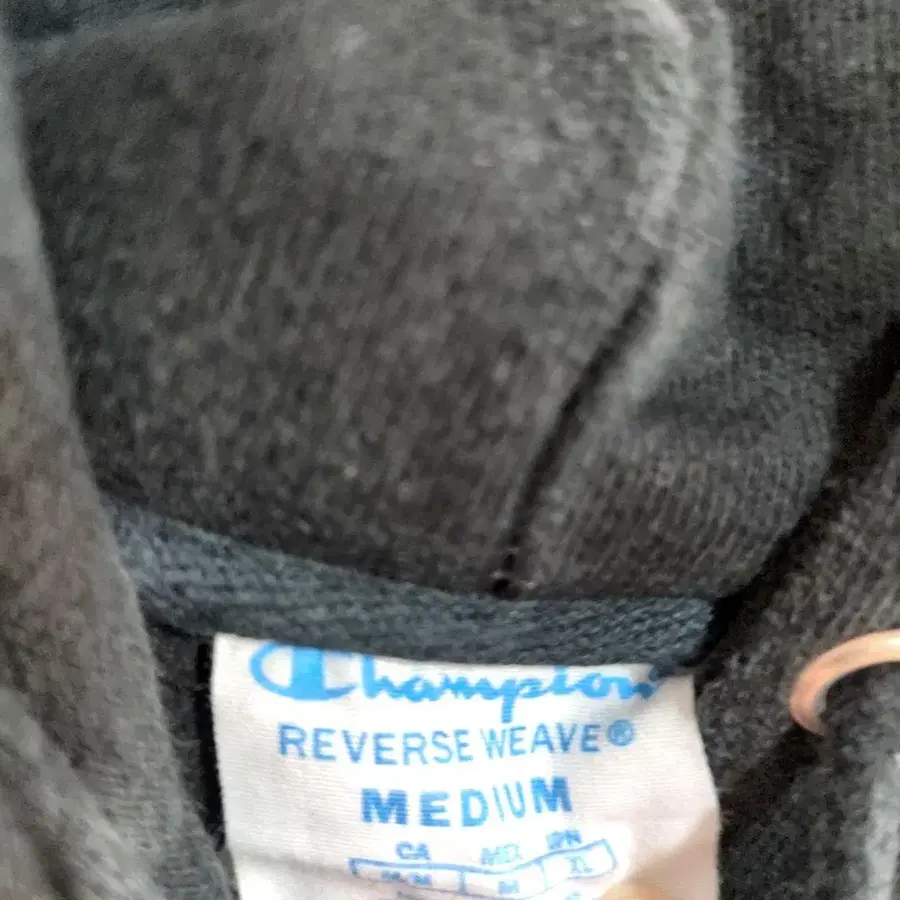 Champion
REVERSE WEAVE®
MEDIUM
CA MEX JPN
M/M M XL